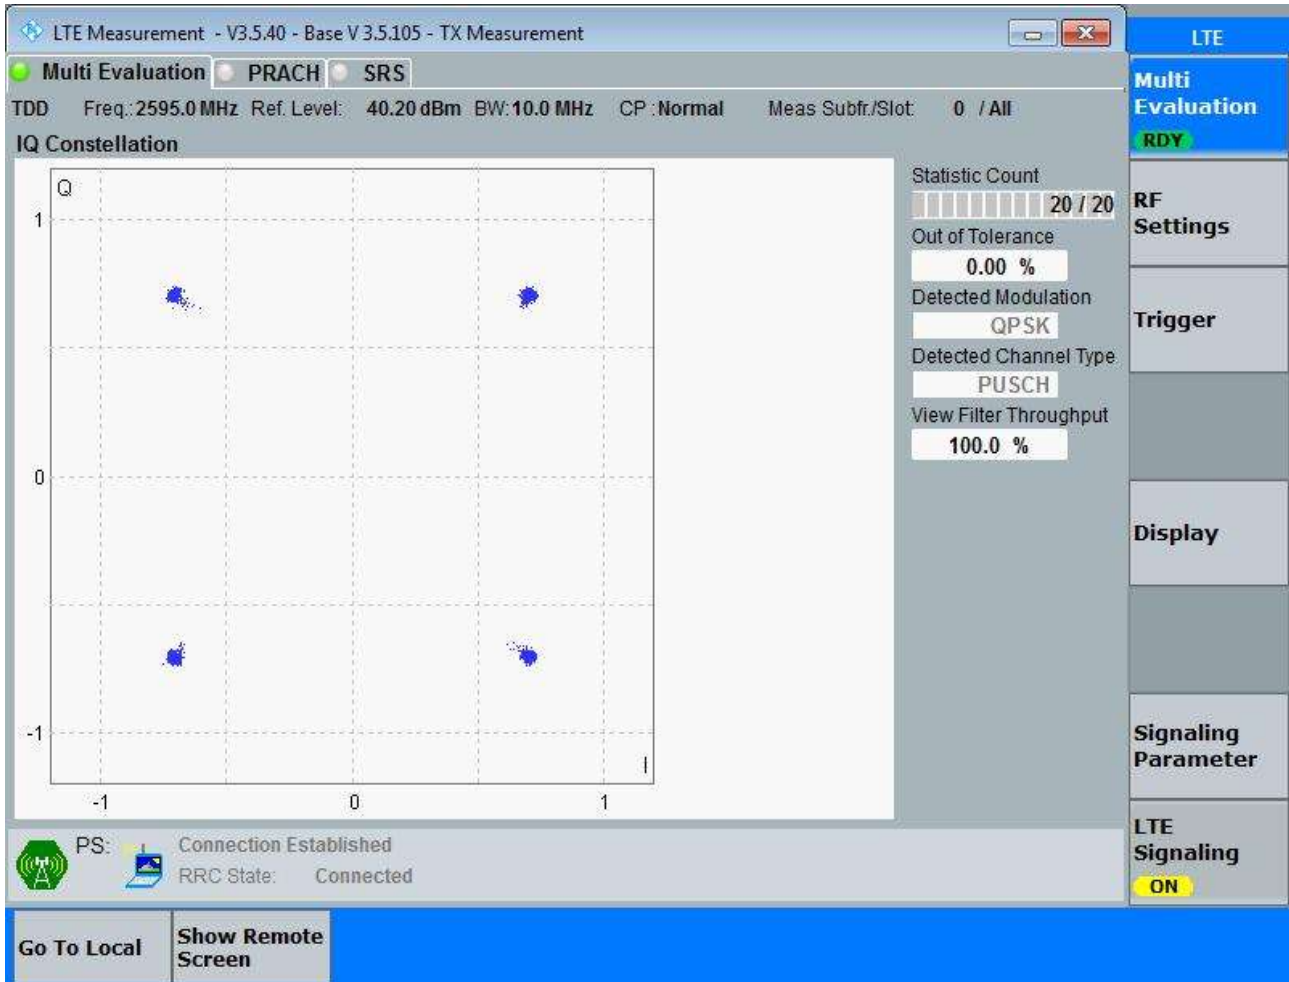 LTE Measurement - V3.5.40 - Base V 3.5.105 - TX Measurement
LTE
Multi Evaluation PRACH SRS
TDD Freq.: 2595.0 MHz Ref. Level: 40.20 dBm BW: 10.0 MHz CP : Normal Meas Subfr./Slot: 0 / All
IQ Constellation
Q
1
0
-1
-1 0 1
I
Statistic Count
20 / 20
Out of Tolerance
0.00 %
Detected Modulation
QPSK
Detected Channel Type
PUSCH
View Filter Throughput
100.0 %
Multi
Evaluation
RDY
RF
Settings
Trigger
Display
Signaling
Parameter
LTE
Signaling
ON
PS: Connection Established
RRC State: Connected
Go To Local
Show Remote
Screen